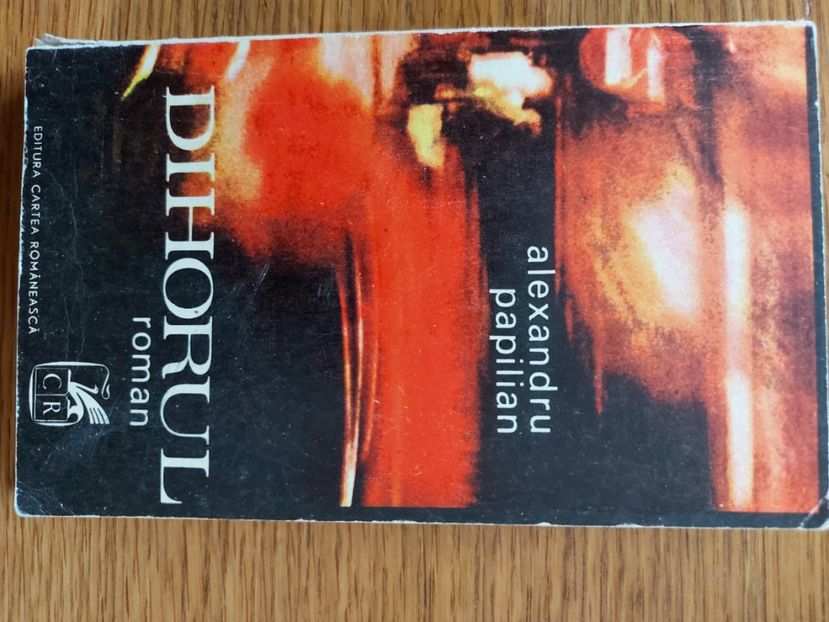 alexandru
papilian
DIHORUL
roman
EDITURA CARTEA ROMÂNEASCĂ
CR